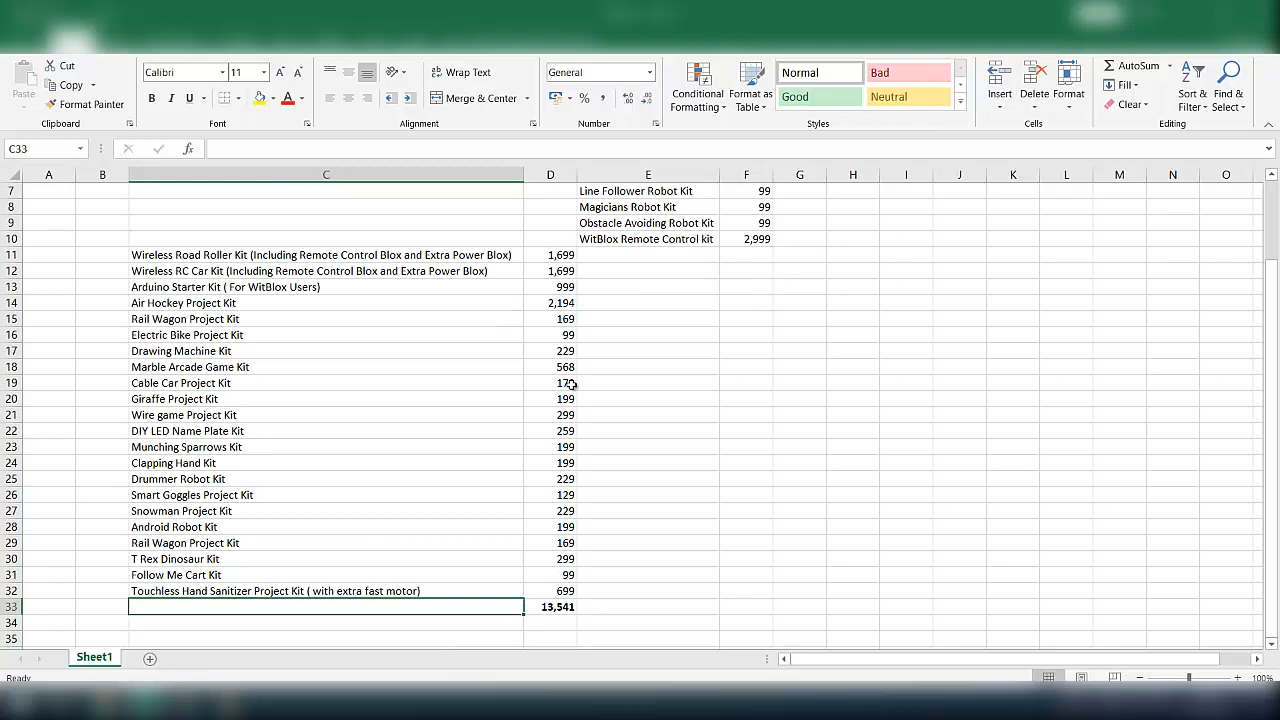 Cut
Copy
Paste
Format Painter
Clipboard
Calibri
11
B I U
Font
Wrap Text
Merge & Center
Alignment
General
Number
Conditional Formatting
Format as Table
Normal
Bad
Good
Neutral
Styles
Insert
Delete
Format
Cells
AutoSum
Fill
Clear
Sort & Filter
Find & Select
Editing
C33
fx
A B C D E F G H I J K L M N O
7 Line Follower Robot Kit 99
8 Magicians Robot Kit 99
9 Obstacle Avoiding Robot Kit 99
10 WitBlox Remote Control kit 2,999
11 Wireless Road Roller Kit (Including Remote Control Blox and Extra Power Blox) 1,699
12 Wireless RC Car Kit (Including Remote Control Blox and Extra Power Blox) 1,699
13 Arduino Starter Kit ( For WitBlox Users) 999
14 Air Hockey Project Kit 2,194
15 Rail Wagon Project Kit 169
16 Electric Bike Project Kit 99
17 Drawing Machine Kit 229
18 Marble Arcade Game Kit 568
19 Cable Car Project Kit
20 Giraffe Project Kit 199
21 Wire game Project Kit 299
22 DIY LED Name Plate Kit 259
23 Munching Sparrows Kit 199
24 Clapping Hand Kit 199
25 Drummer Robot Kit 229
26 Smart Goggles Project Kit 129
27 Snowman Project Kit 229
28 Android Robot Kit 199
29 Rail Wagon Project Kit 169
30 T Rex Dinosaur Kit 299
31 Follow Me Cart Kit 99
32 Touchless Hand Sanitizer Project Kit ( with extra fast motor) 699
33 13,541
34
35
Sheet1
Ready
100%